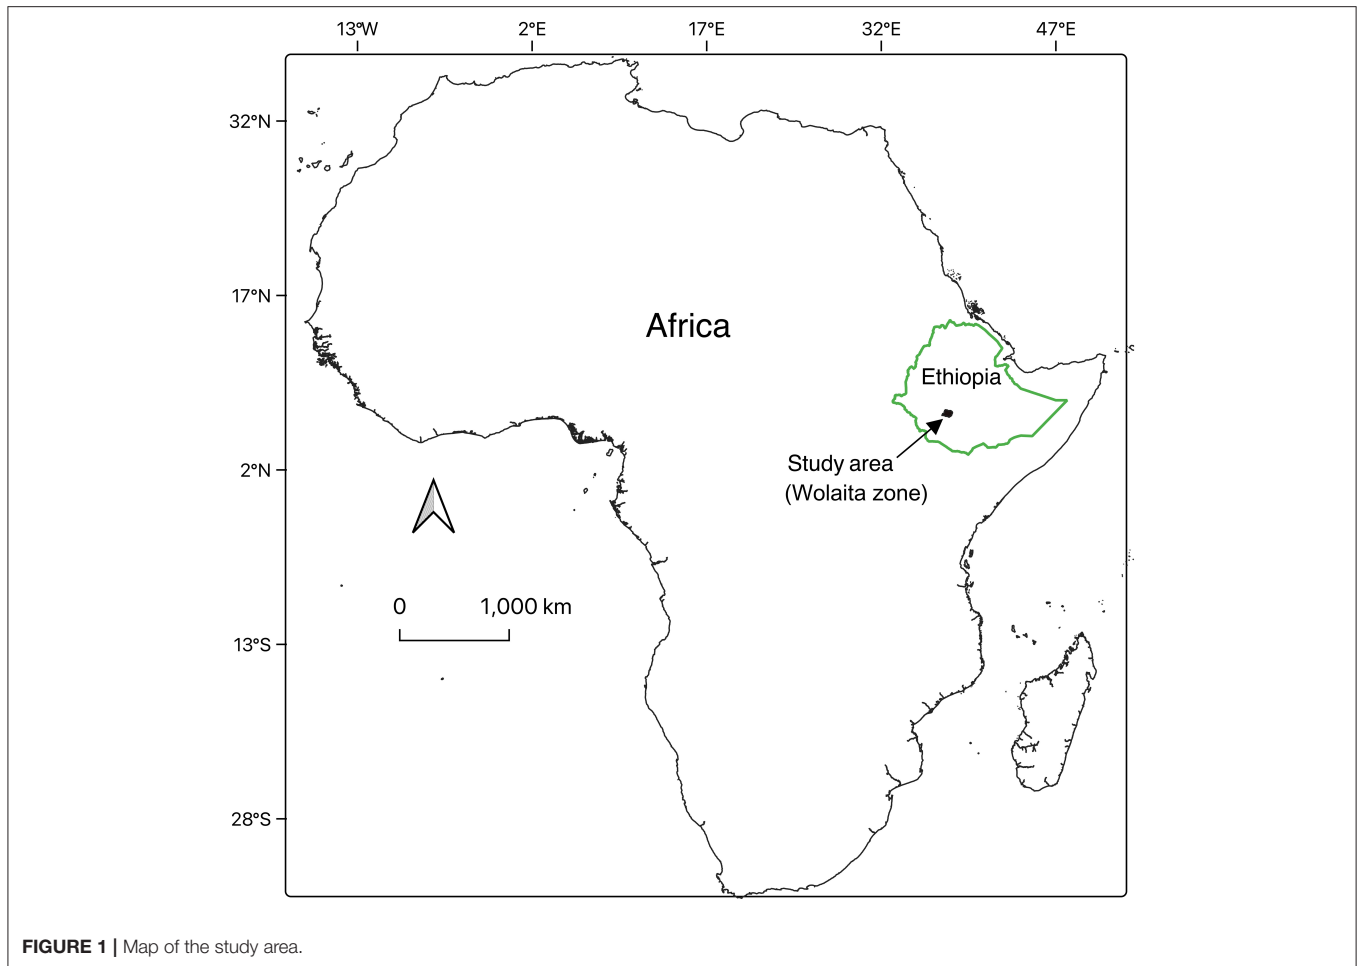 13°W 2°E 17°E 32°E 47°E
32°N
17°N
Africa
Ethiopia
Study area
2°N
(Wolaita zone)
0 1,000 km
13°S
28°S
FIGURE 1 | Map of the study area.